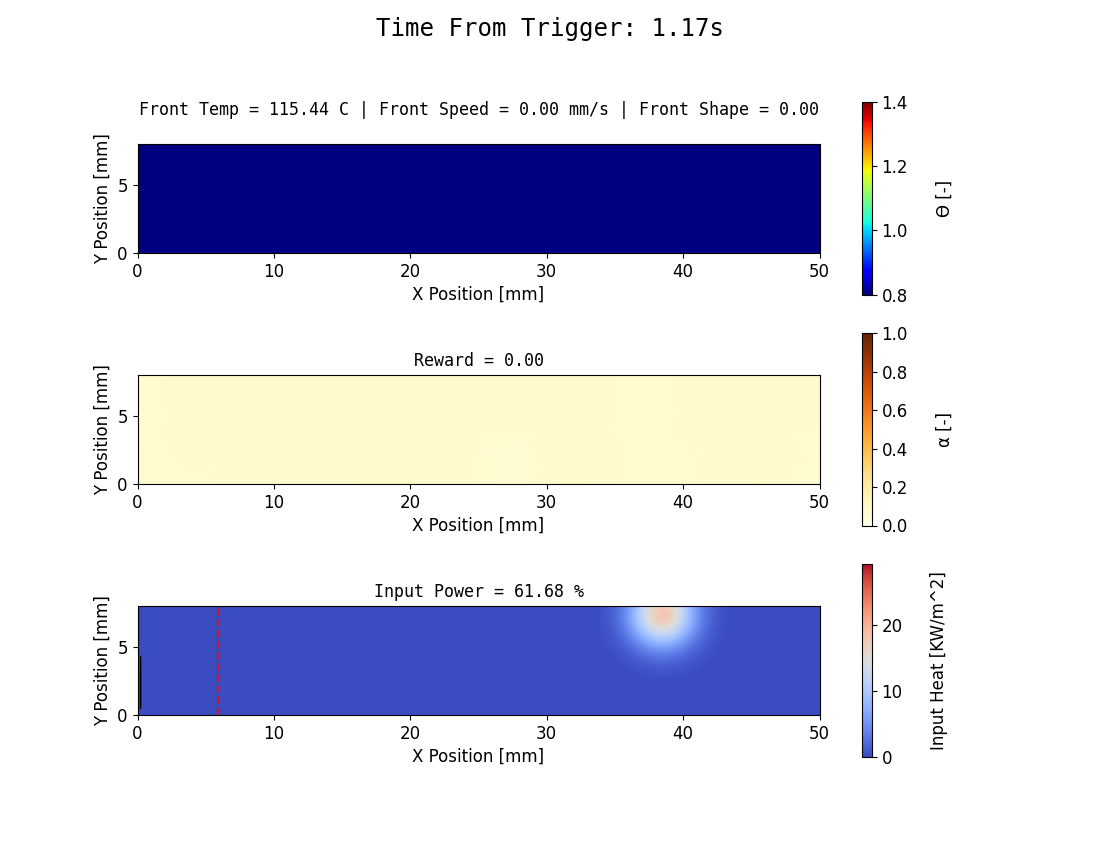 Time From Trigger: 1.17s
Front Temp = 115.44 C | Front Speed = 0.00 mm/s | Front Shape = 0.00
Y Position [mm]
5
0
0 10 20 30 40 50
X Position [mm]
1.4
1.2
1.0
0.8
Θ [-]
Reward = 0.00
Y Position [mm]
5
0
0 10 20 30 40 50
X Position [mm]
1.0
0.8
0.6
0.4
0.2
0.0
α [-]
Input Power = 61.68 %
Y Position [mm]
5
0
0 10 20 30 40 50
X Position [mm]
20
10
0
Input Heat [KW/m^2]